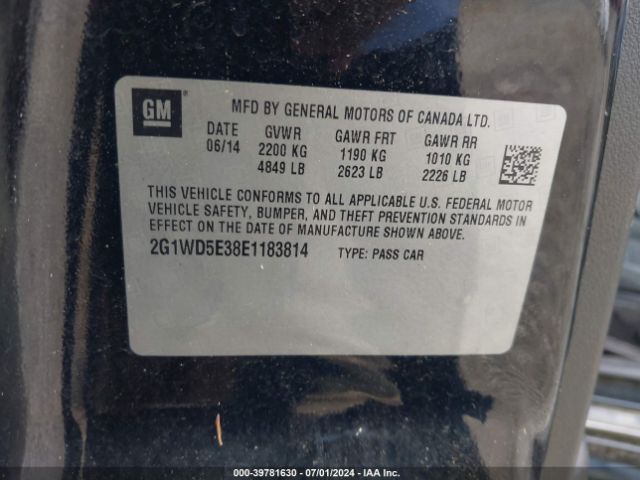 GM ®
MFD BY GENERAL MOTORS OF CANADA LTD.
DATE GVWR GAWR FRT GAWR RR
06/14 2200 KG 1190 KG 1010 KG
4849 LB 2623 LB 2226 LB
THIS VEHICLE CONFORMS TO ALL APPLICABLE U.S. FEDERAL MOTOR
VEHICLE SAFETY, BUMPER, AND THEFT PREVENTION STANDARDS IN
EFFECT ON THE DATE OF MANUFACTURE SHOWN ABOVE.
2G1WD5E38E1183814 TYPE: PASS CAR
000-39781630 / 07/01/2024 / IAA Inc.